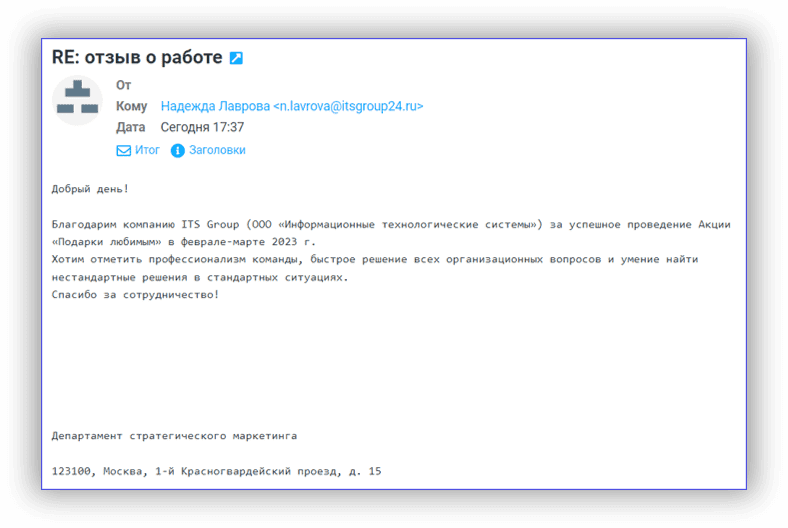 RE: отзыв о работе
От
Кому Надежда Лаврова <n.lavrova@itsgroup24.ru>
Дата Сегодня 17:37
Итог Заголовки
Добрый день!
Благодарим компанию ITS Group (ООО «Информационные технологические системы») за успешное проведение Акции
«Подарки любимым» в феврале-марте 2023 г.
Хотим отметить профессионализм команды, быстрое решение всех организационных вопросов и умение найти
нестандартные решения в стандартных ситуациях.
Спасибо за сотрудничество!
Департамент стратегического маркетинга
123100, Москва, 1-й Красногвардейский проезд, д. 15